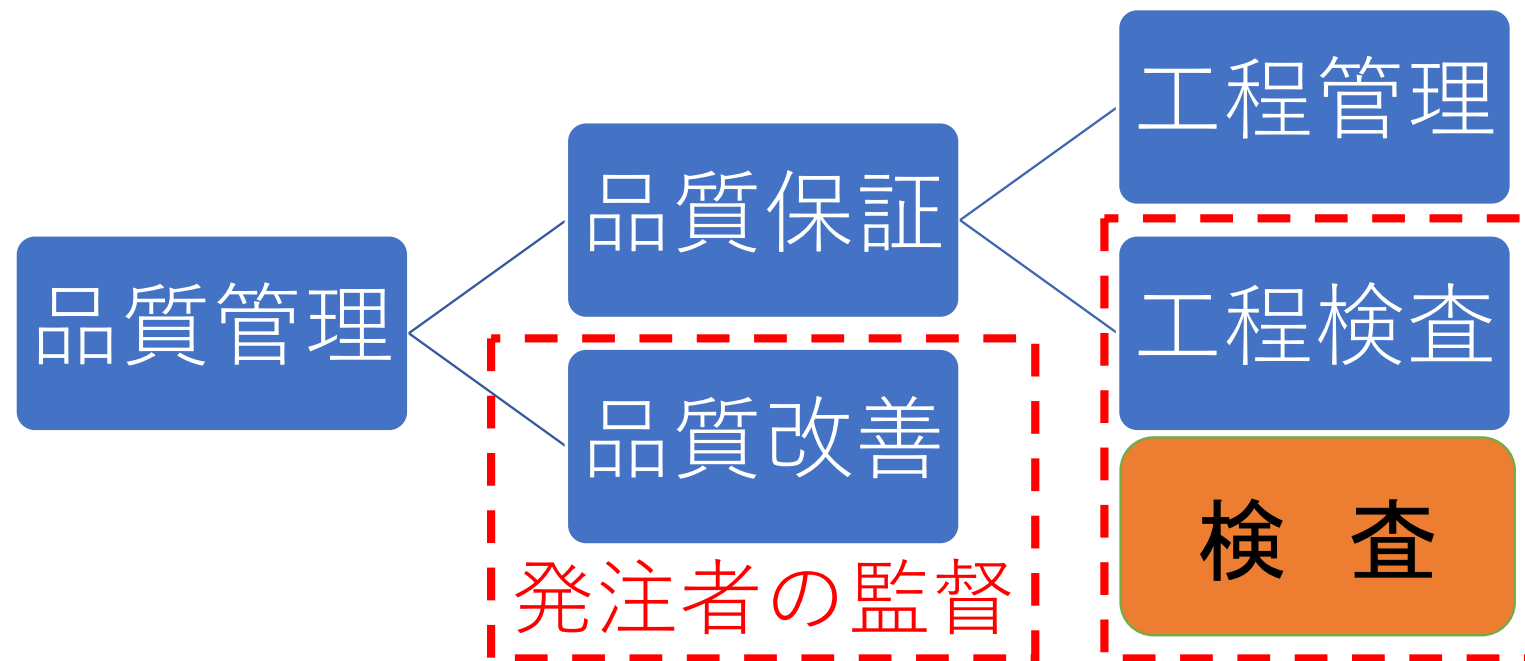 品質管理
品質保証
品質改善
発注者の監督
工程管理
工程検査
検　査